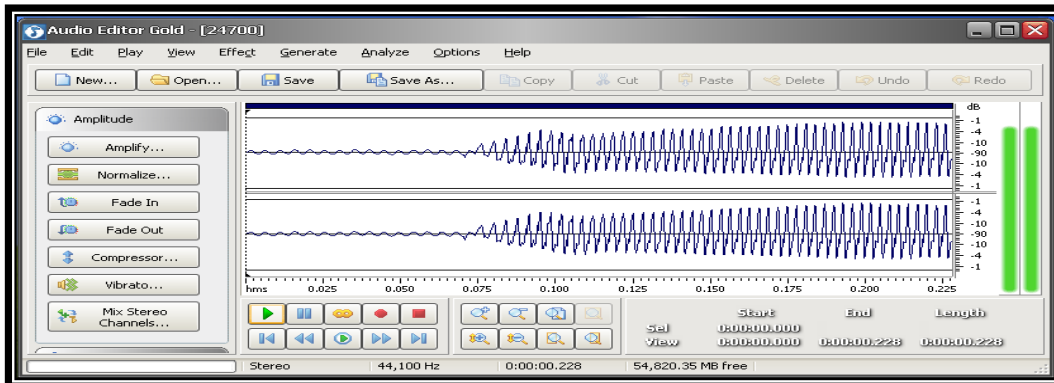 Audio Editor Gold - [24700]
File Edit Play View Effect Generate Analyze Options Help
New... Open... Save Save As... Copy Cut Paste Delete Undo Redo
Amplitude
Amplify...
Normalize...
Fade In
Fade Out
Compressor...
Vibrato...
Mix Stereo
Channels...
dB
-1
-4
-10
-90
-10
-4
-1
-1
-4
-10
-90
-10
-4
-1
hms 0.025 0.050 0.075 0.100 0.125 0.150 0.175 0.200 0.225
Start End Length
Sel 0:00:00.000
View 0:00:00.000 0:00:00.228 0:00:00.228
Stereo 44,100 Hz 0:00:00.228 54,820.35 MB free